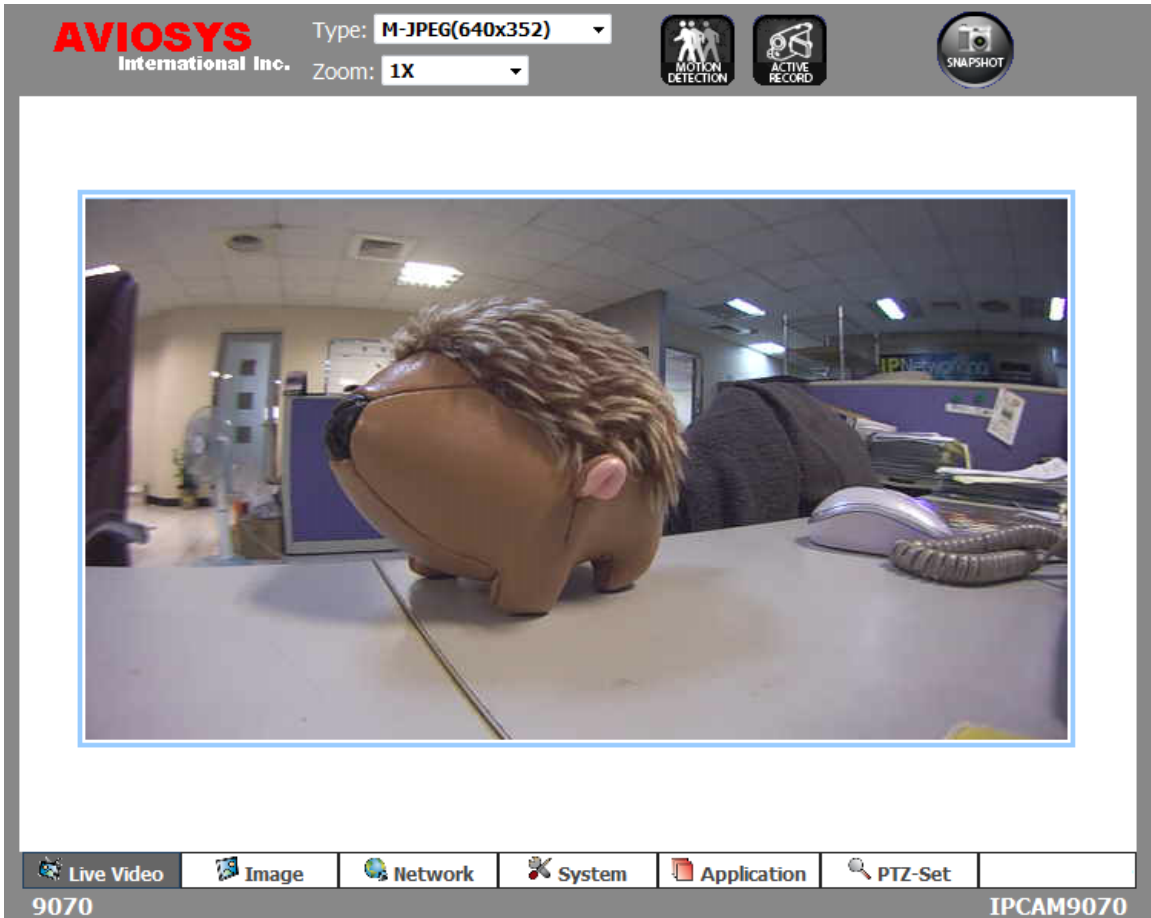 AVIOSYS
International Inc.
Type: M-JPEG(640x352)
Zoom: 1X
MOTION DETECTION
ACTIVE RECORD
SNAPSHOT
IPNetworking
Live Video
Image
Network
System
Application
PTZ-Set
9070
IPCAM9070